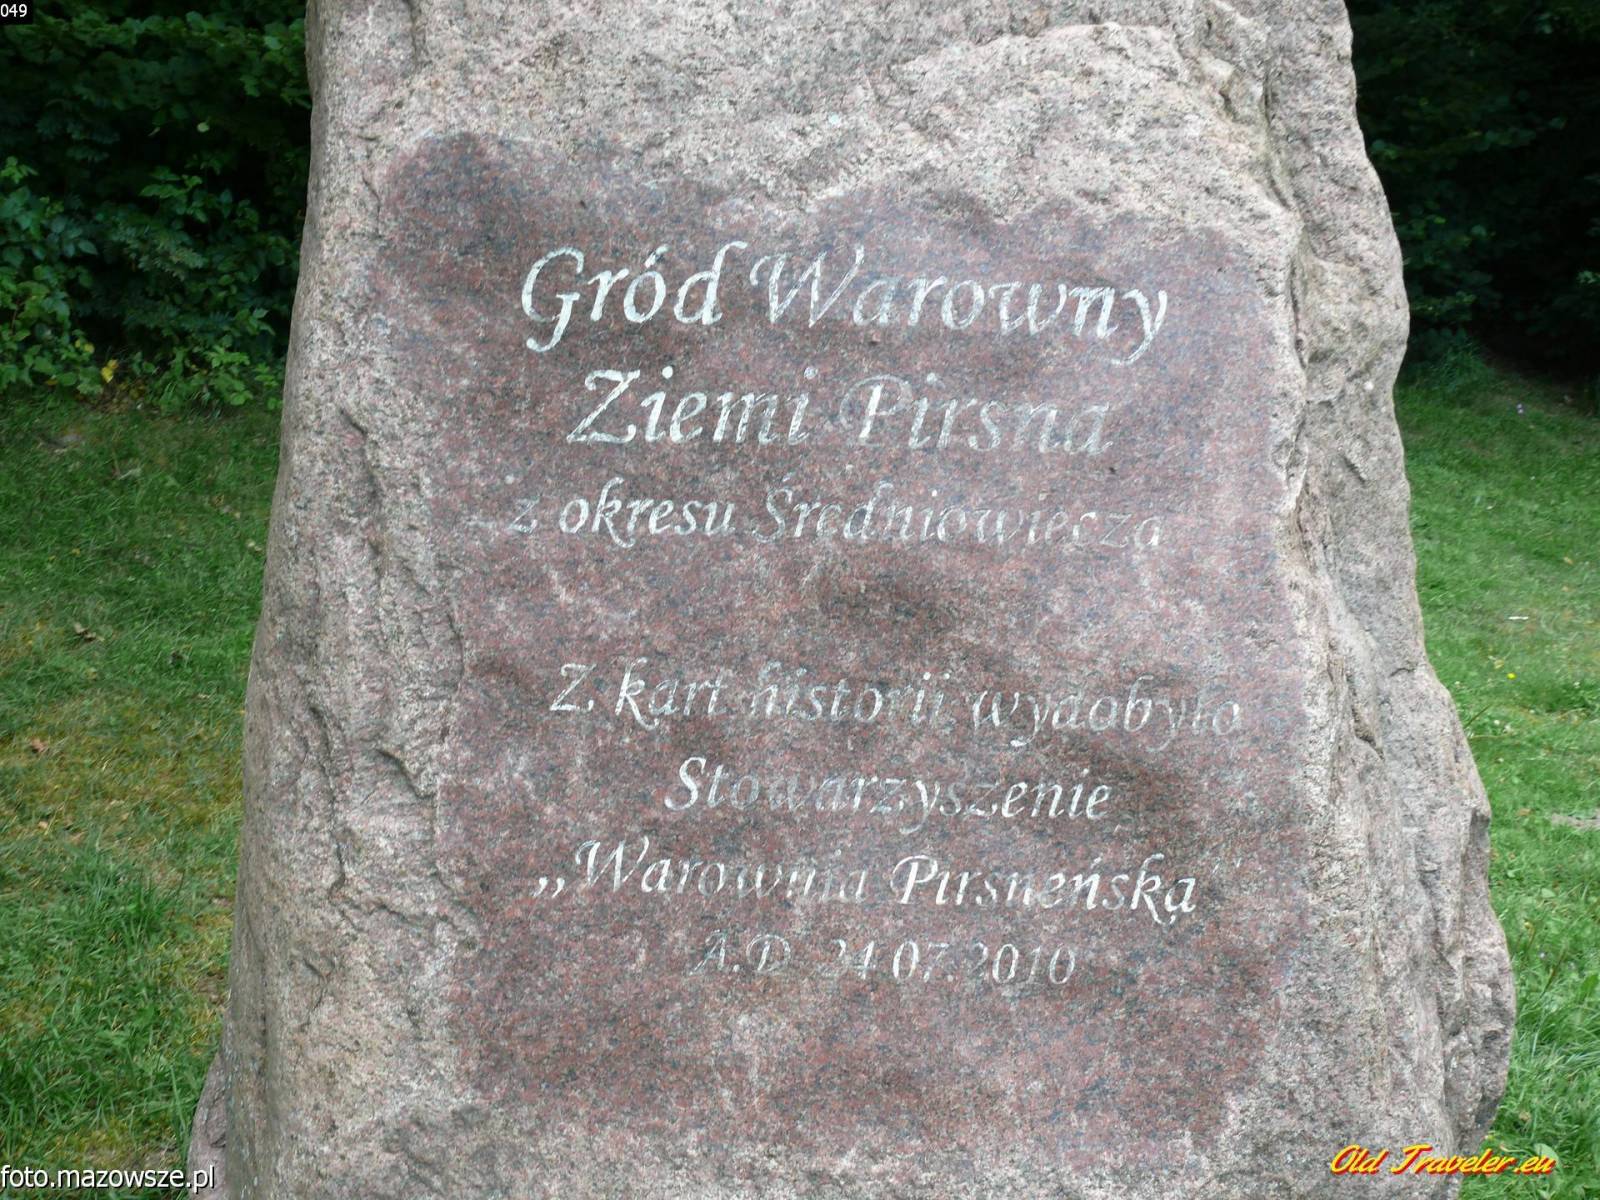 049
Gród Warowny
Ziemi Pirsna
z okresu Średniowiecza
Z kart historii wydobyło
Stowarzyszenie
„Warownia Pirsneńska"
A.D. 24.07.2010
foto.mazowsze.pl
Old Traveler.eu